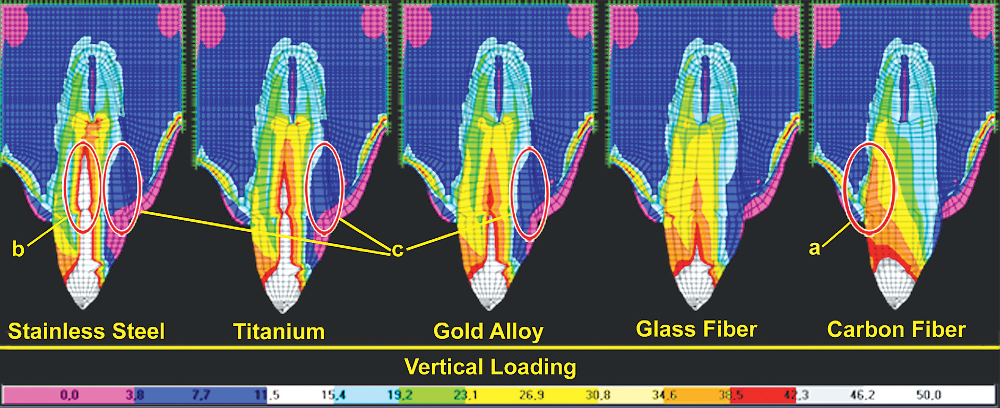 b
c
a
Stainless Steel
Titanium
Gold Alloy
Glass Fiber
Carbon Fiber
Vertical Loading
0,0 3,8 7,7 11,5 15,4 19,2 23,1 26,9 30,8 34,6 38,5 42,3 46,2 50,0